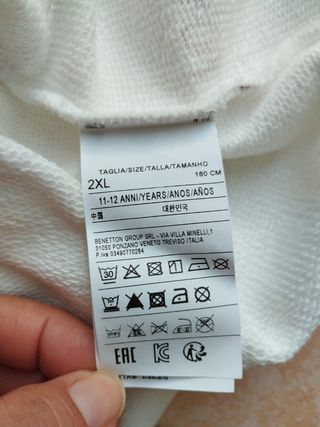 TAGLIA/SIZE/TALLA/TAMANHO
2XL 160 CM
11-12 ANNI/YEARS/ANOS/AÑOS
中国 대한민국
BENETTON GROUP SRL - VIA VILLA MINELLI,1
31050 PONZANO VENETO TREVISO ITALIA
P.iva 03490770264
30
EAC